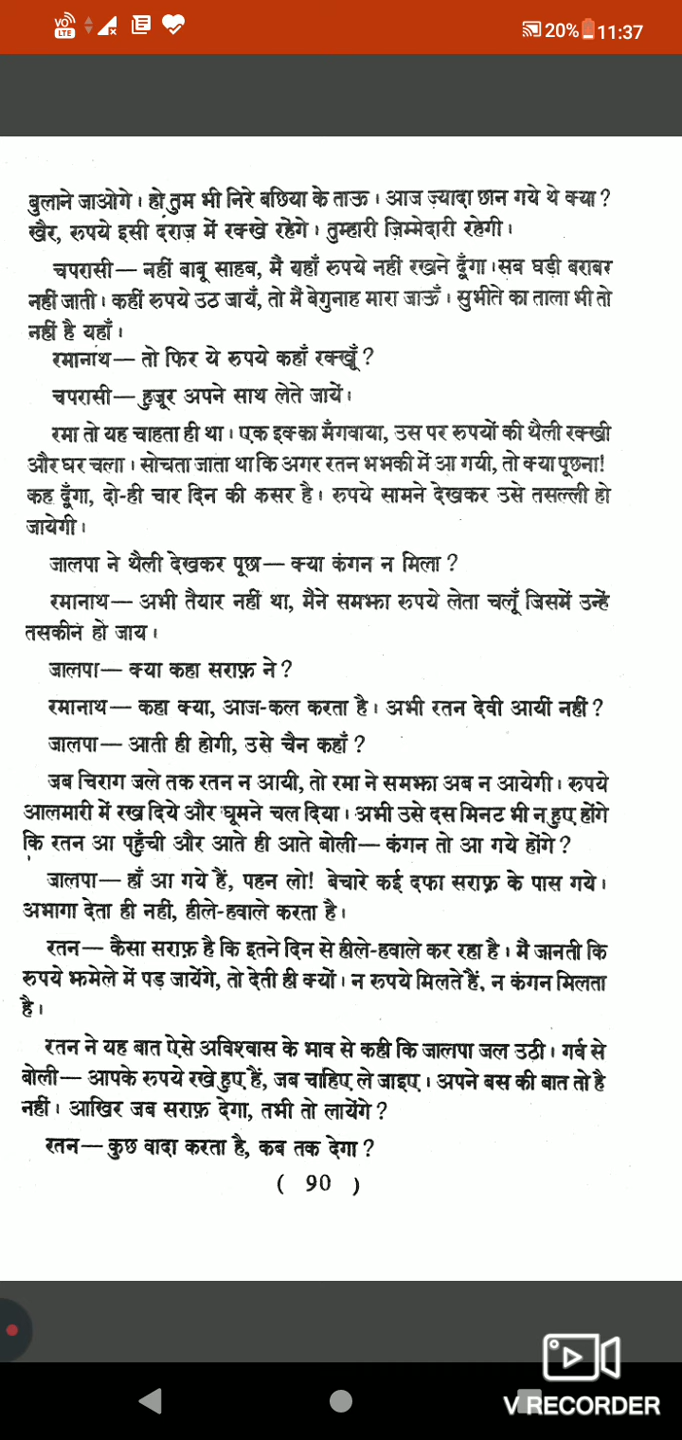 VO LTE 20% 11:37
बुलाने जाओगे। हो तुम भी निरे बछिया के ताऊ। आज ज़्यादा छान गये थे क्या?
खैर, रुपये इसी दराज़ में रक्खे रहेंगे। तुम्हारी ज़िम्मेदारी रहेगी।
चपरासी— नहीं बाबू साहब, मैं यहाँ रुपये नहीं रखने दूँगा। सब घड़ी बराबर
नहीं जाती। कहीं रुपये उठ जायँ, तो मैं बेगुनाह मारा जाऊँ। सुभीते का ताला भी तो
नहीं है यहाँ।
रमानाथ— तो फिर ये रुपये कहाँ रक्खूँ?
चपरासी— हुजूर अपने साथ लेते जायें।
रमा तो यह चाहता ही था। एक इक्का मँगवाया, उस पर रुपयों की थैली रक्खी
और घर चला। सोचता जाता था कि अगर रतन भभकी में आ गयी, तो क्या पूछना!
कह दूँगा, दो-ही चार दिन की कसर है। रुपये सामने देखकर उसे तसल्ली हो
जायेगी।
जालपा ने थैली देखकर पूछा— क्या कंगन न मिला?
रमानाथ— अभी तैयार नहीं था, मैंने समझा रुपये लेता चलूँ जिसमें उन्हें
तसकीन हो जाय।
जालपा— क्या कहा सराफ़ ने?
रमानाथ— कहा क्या, आज-कल करता है। अभी रतन देवी आयीं नहीं?
जालपा— आती ही होगी, उसे चैन कहाँ?
जब चिराग जले तक रतन न आयी, तो रमा ने समझा अब न आयेगी। रुपये
आलमारी में रख दिये और घूमने चल दिया। अभी उसे दस मिनट भी न हुए होंगे
कि रतन आ पहुँची और आते ही आते बोली— कंगन तो आ गये होंगे?
जालपा— हाँ आ गये हैं, पहन लो! बेचारे कई दफा सराफ़ के पास गये।
अभागा देता ही नहीं, हीले-हवाले करता है।
रतन— कैसा सराफ़ है कि इतने दिन से हीले-हवाले कर रहा है। मैं जानती कि
रुपये झमेले में पड़ जायेंगे, तो देती ही क्यों। न रुपये मिलते हैं, न कंगन मिलता
है।
रतन ने यह बात ऐसे अविश्वास के भाव से कही कि जालपा जल उठी। गर्व से
बोली— आपके रुपये रखे हुए हैं, जब चाहिए ले जाइए। अपने बस की बात तो है
नहीं। आखिर जब सराफ़ देगा, तभी तो लायेंगे?
रतन— कुछ वादा करता है, कब तक देगा?
( 90 )
V RECORDER